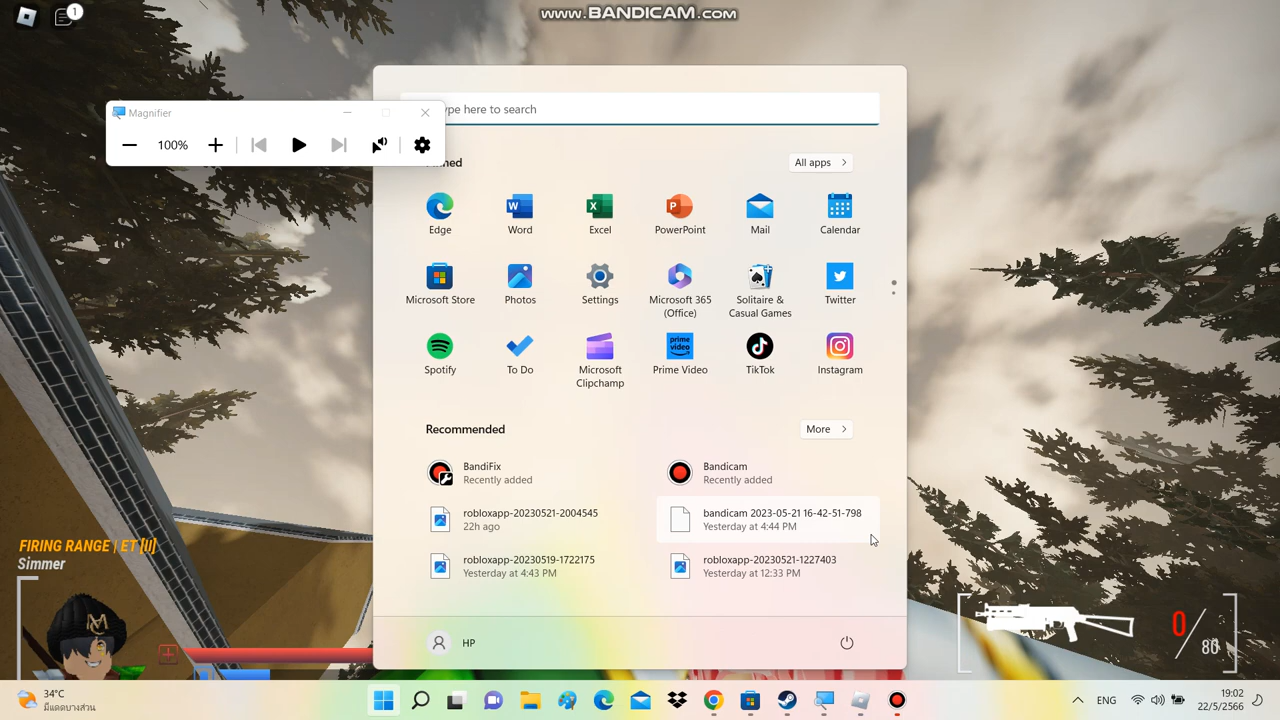 1
www.BANDICAM.com
Magnifier
100%
ype here to search
nned
All apps
Edge
Word
Excel
PowerPoint
Mail
Calendar
Microsoft Store
Photos
Settings
Microsoft 365
(Office)
Solitaire &
Casual Games
Twitter
Spotify
To Do
Microsoft
Clipchamp
prime
video
Prime Video
TikTok
Instagram
Recommended
More
BandiFix
Recently added
Bandicam
Recently added
robloxapp-20230521-2004545
22h ago
bandicam 2023-05-21 16-42-51-798
Yesterday at 4:44 PM
robloxapp-20230519-1722175
Yesterday at 4:43 PM
robloxapp-20230521-1227403
Yesterday at 12:33 PM
HP
FIRING RANGE | ET [II]
Simmer
0/80
34°C
มีแดดบางส่วน
ENG
19:02
22/5/2566